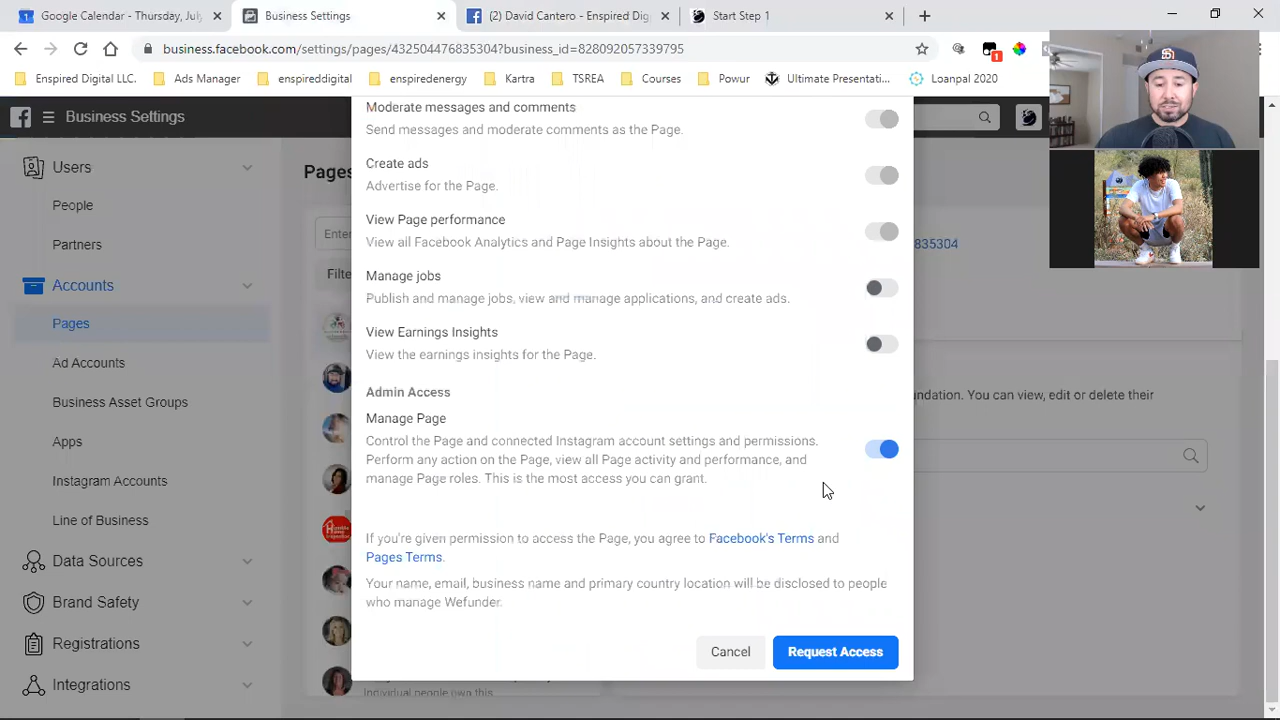 Google Calendar - Thursday, July
Business Settings
(2) David Cantero - Enspired Dig
Start Step 1
business.facebook.com/settings/pages/432504476835304?business_id=828092057339795
1
Enspired Digital LLC.
Ads Manager
enspireddigital
enspiredenergy
Kartra
TSREA
Courses
Powur
Ultimate Presentati...
Loanpal 2020
Business Settings
Users
People
Partners
Accounts
Pages
Ad Accounts
Business Asset Groups
Apps
Instagram Accounts
Line of Business
Data Sources
Brand Safety
Registrations
Integrations
Pages
Enter
Filte
835304
ndation. You can view, edit or delete their
Individual people own this
Moderate messages and comments
Send messages and moderate comments as the Page.
Create ads
Advertise for the Page.
View Page performance
View all Facebook Analytics and Page Insights about the Page.
Manage jobs
Publish and manage jobs, view and manage applications, and create ads.
View Earnings Insights
View the earnings insights for the Page.
Admin Access
Manage Page
Control the Page and connected Instagram account settings and permissions.
Perform any action on the Page, view all Page activity and performance, and
manage Page roles. This is the most access you can grant.
If you're given permission to access the Page, you agree to Facebook's Terms and
Pages Terms.
Your name, email, business name and primary country location will be disclosed to people
who manage Wefunder.
Cancel
Request Access